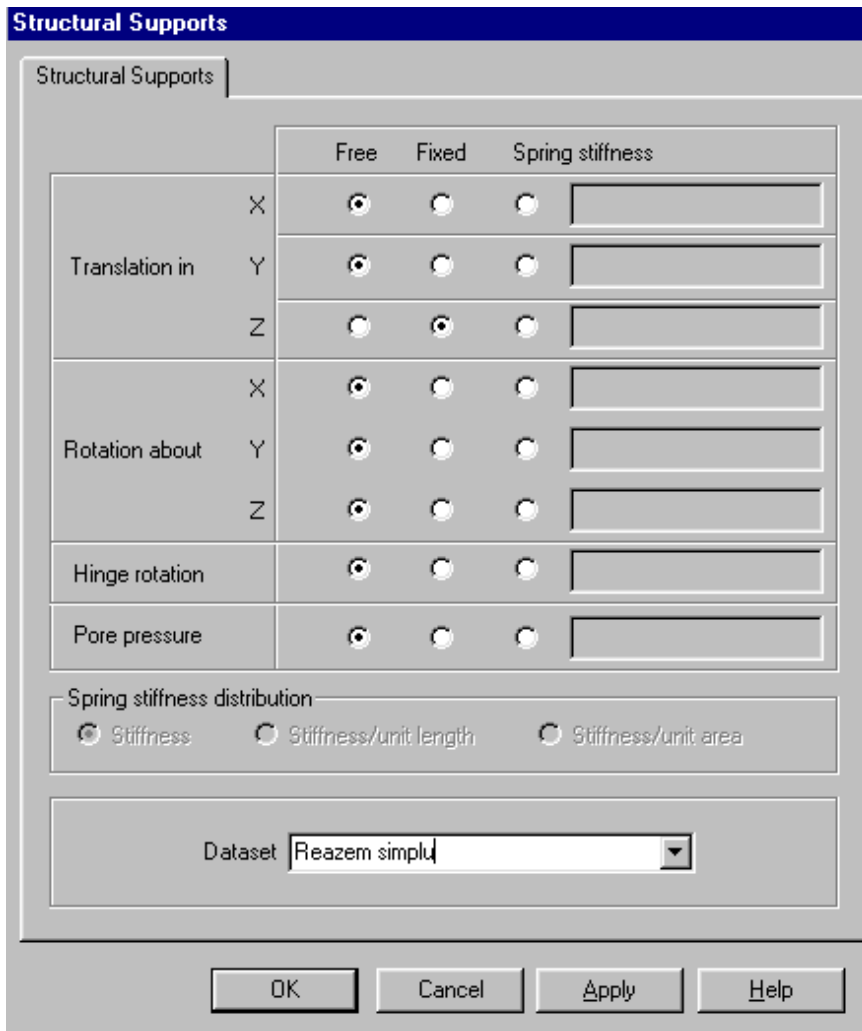 Structural Supports
Structural Supports
Free Fixed Spring stiffness
X
Translation in Y
Z
X
Rotation about Y
Z
Hinge rotation
Pore pressure
Spring stiffness distribution
Stiffness Stiffness/unit length Stiffness/unit area
Dataset Reazem simplu
OK Cancel Apply Help